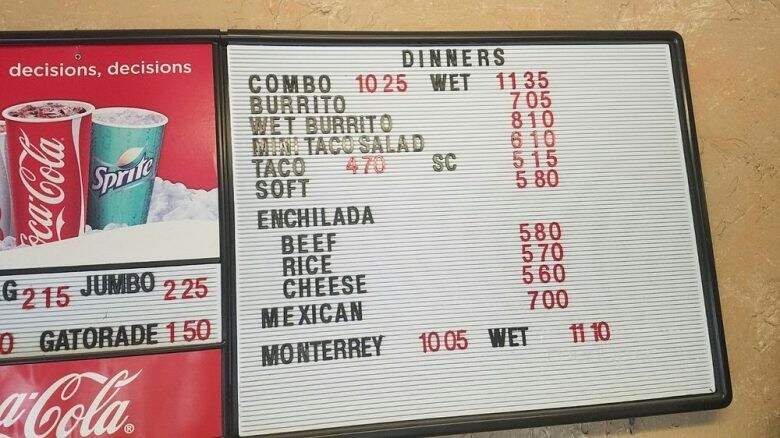 decisions, decisions
Coca-Cola
Sprite
G 2 15 JUMBO 2 25
0 GATORADE 1 50
a-Cola®
DINNERS
COMBO 10 25 WET 11 35
BURRITO 7 05
WET BURRITO 8 10
MINI TACO SALAD 6 10
TACO 4 70 SC 5 15
SOFT 5 80
ENCHILADA
BEEF 5 80
RICE 5 70
CHEESE 5 60
MEXICAN 7 00
MONTERREY 10 05 WET 11 10